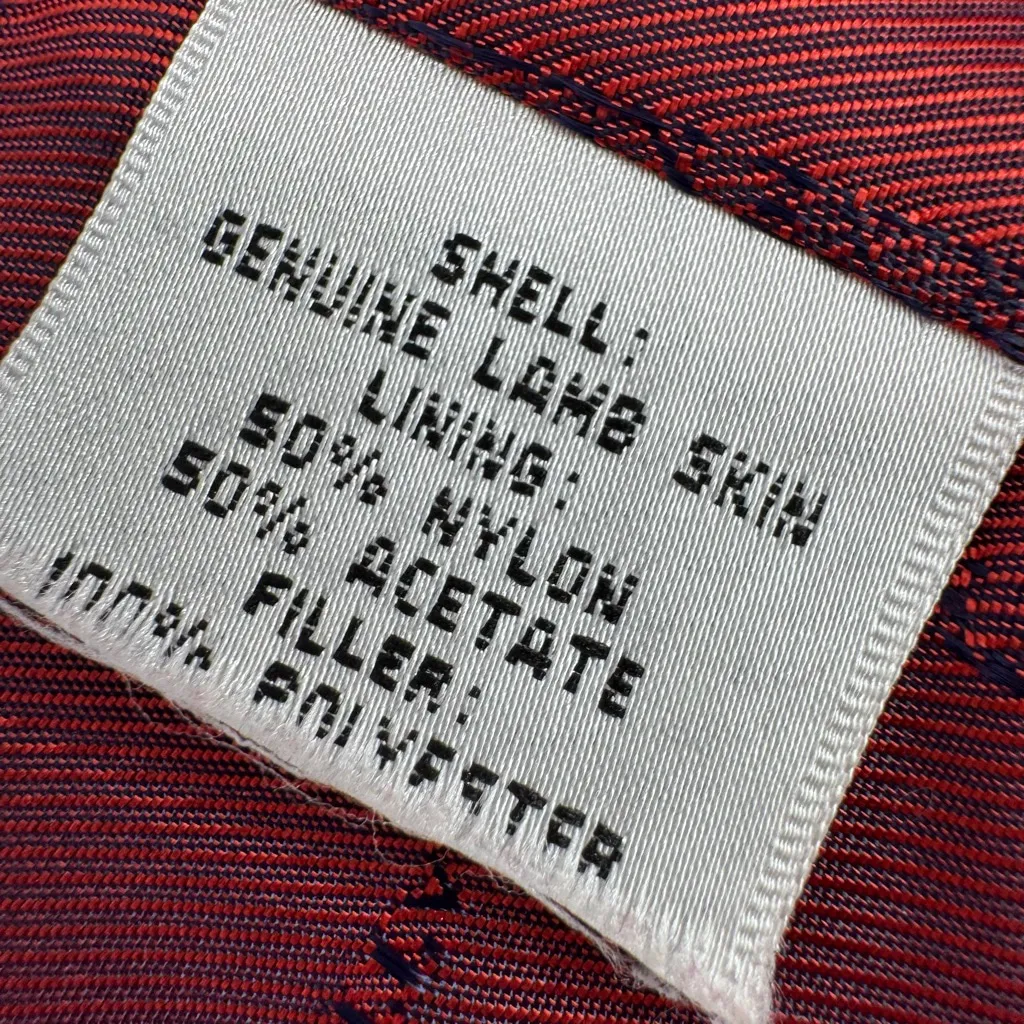 SHELL:
GENUINE LAMB SKIN
LINING:
50% NYLON
50% ACETATE
FILLER:
100% POLYESTER